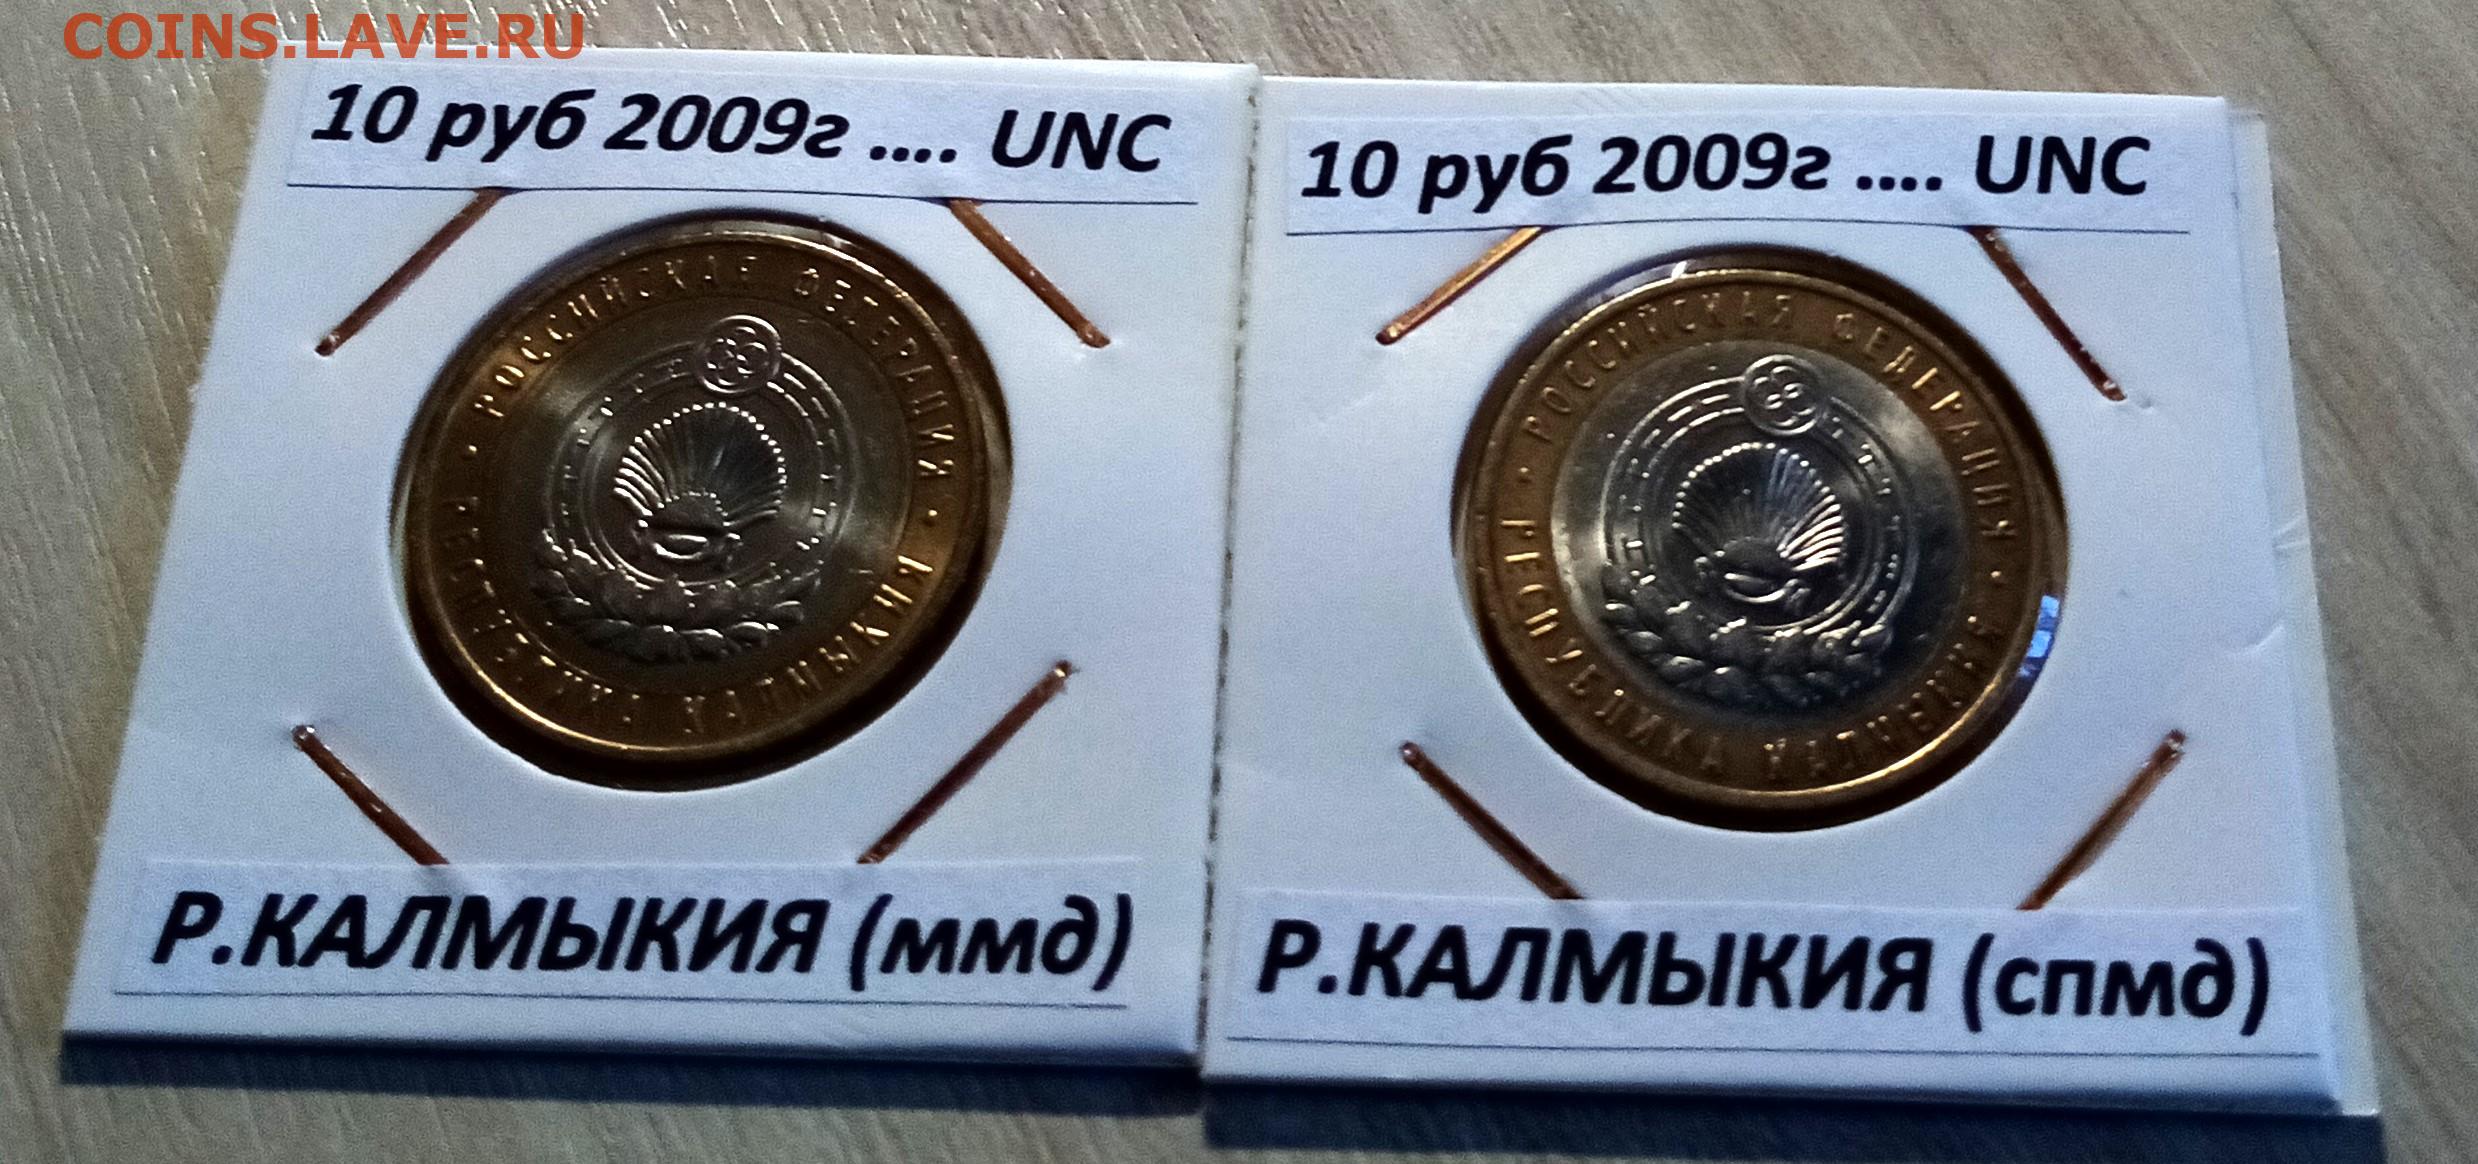 COINS.LAVE.RU
10 руб 2009г .... UNC
РОССИЙСКАЯ ФЕДЕРАЦИЯ
РЕСПУБЛИКА КАЛМЫКИЯ
Р.КАЛМЫКИЯ (ммд)
10 руб 2009г .... UNC
РОССИЙСКАЯ ФЕДЕРАЦИЯ
РЕСПУБЛИКА КАЛМЫКИЯ
Р.КАЛМЫКИЯ (спмд)